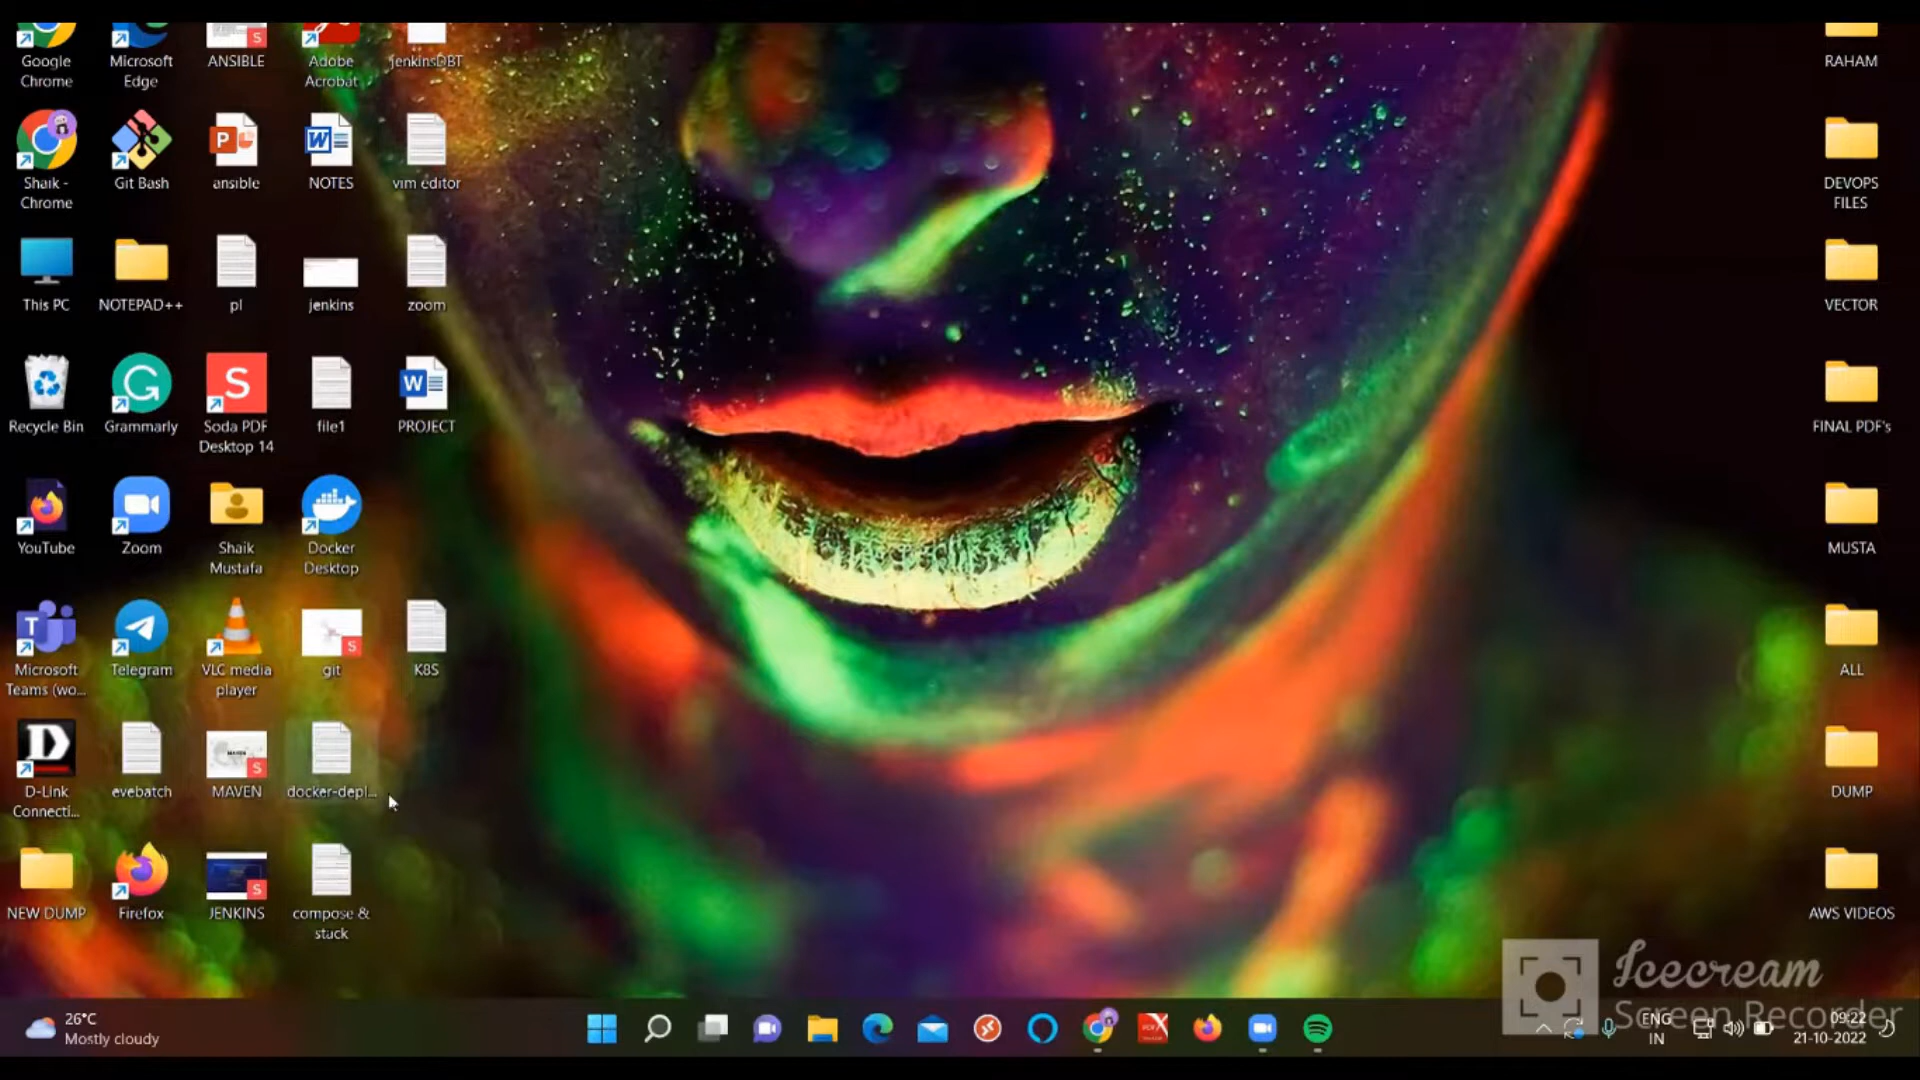 Google
Chrome
Microsoft
Edge
ANSIBLE
Adobe
Acrobat
jenkinsDBT
RAHAM
Shaik -
Chrome
Git Bash
ansible
NOTES
vim editor
DEVOPS
FILES
This PC
NOTEPAD++
pl
jenkins
zoom
VECTOR
Recycle Bin
Grammarly
Soda PDF
Desktop 14
file1
PROJECT
FINAL PDF's
YouTube
Zoom
Shaik
Mustafa
Docker
Desktop
MUSTA
Microsoft
Teams (wo...
Telegram
VLC media
player
git
K8S
ALL
D-Link
Connecti...
evebatch
MAVEN
docker-depl...
DUMP
NEW DUMP
Firefox
JENKINS
compose &
stuck
AWS VIDEOS
Icecream
Screen Recorder
26°C
Mostly cloudy
ENG
IN
09:22
21-10-2022